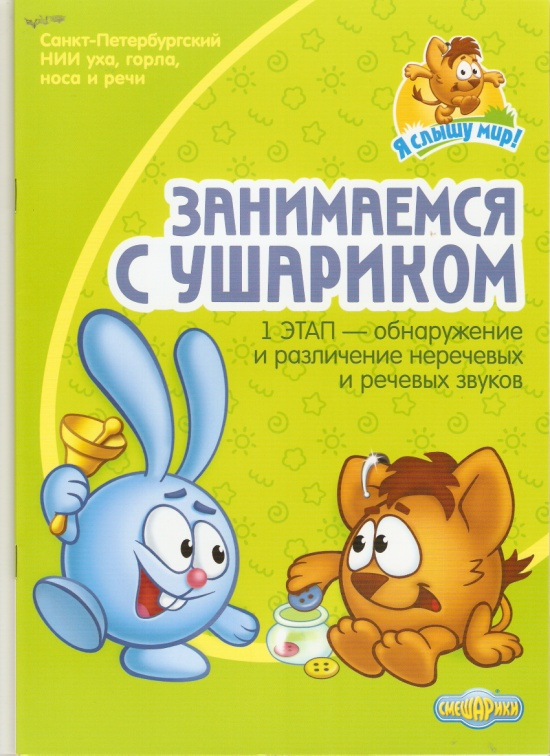 Санкт-Петербургский
НИИ уха, горла,
носа и речи
Я слышу мир!
ЗАНИМАЕМСЯ
С УШАРИКОМ
1 ЭТАП — обнаружение
и различение неречевых
и речевых звуков
СМЕШАРИКИ